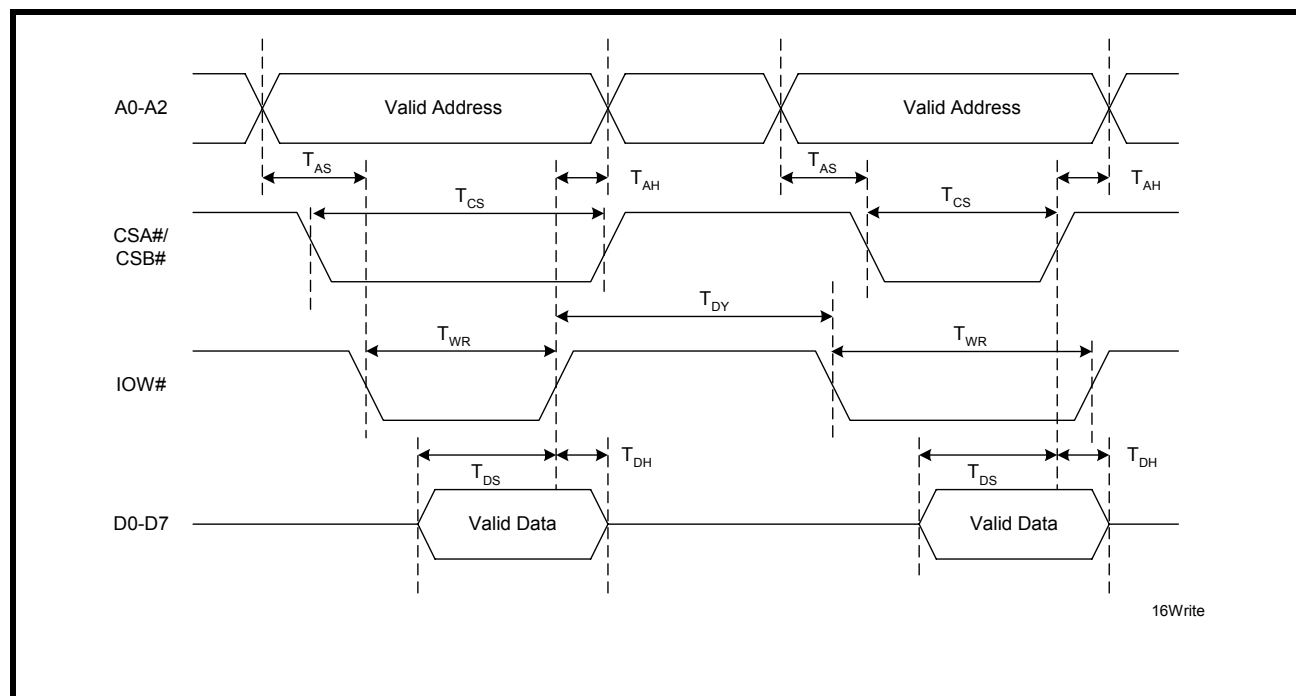 A0-A2
Valid Address
Valid Address
TAS
TAH
TAS
TAH
TCS
TCS
CSA#/
CSB#
TDY
TWR
TWR
IOW#
TDS
TDH
TDS
TDH
D0-D7
Valid Data
Valid Data
16Write